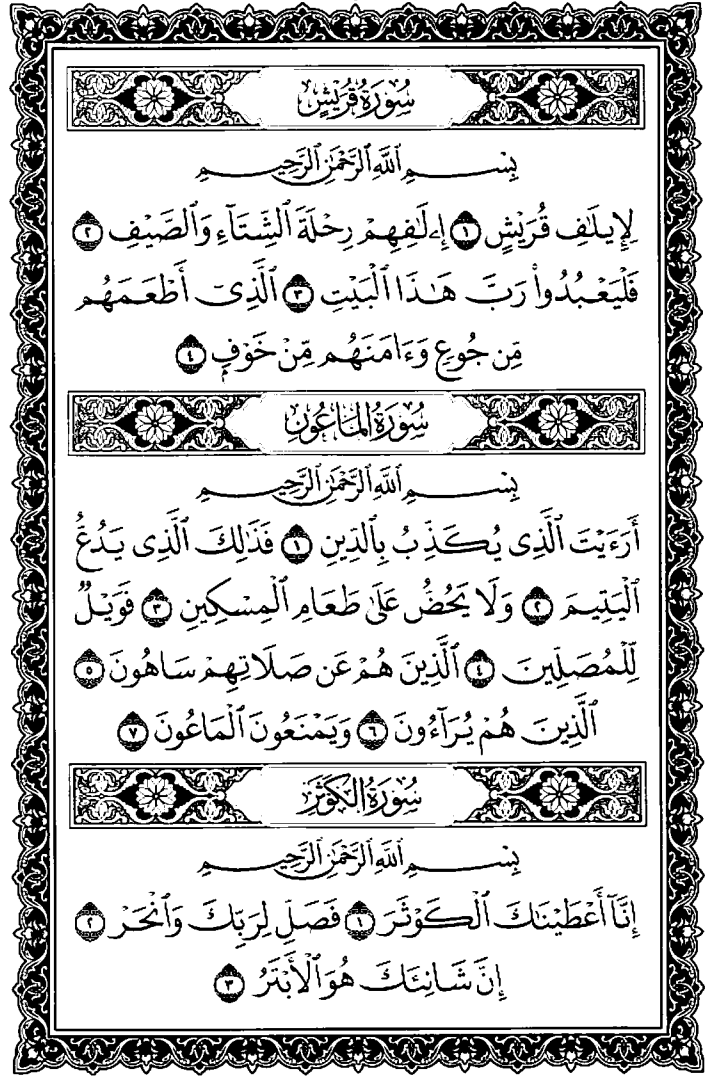 سُورَةُ قُرَيْشٍ
بِسْمِ ٱللَّهِ ٱلرَّحْمَٰنِ ٱلرَّحِيمِ
لِإِيلَٰفِ قُرَيْشٍ ١ إِۦلَٰفِهِمْ رِحْلَةَ ٱلشِّتَآءِ وَٱلصَّيْفِ ٢
فَلْيَعْبُدُوا۟ رَبَّ هَٰذَا ٱلْبَيْتِ ٣ ٱلَّذِىٓ أَطْعَمَهُم
مِّن جُوعٍ وَءَامَنَهُم مِّنْ خَوْفٍۭ ٤
سُورَةُ المَاعُونِ
بِسْمِ ٱللَّهِ ٱلرَّحْمَٰنِ ٱلرَّحِيمِ
أَرَءَيْتَ ٱلَّذِى يُكَذِّبُ بِٱلدِّينِ ١ فَذَٰلِكَ ٱلَّذِى يَدُعُّ
ٱلْيَتِيمَ ٢ وَلَا يَحُضُّ عَلَىٰ طَعَامِ ٱلْمِسْكِينِ ٣ فَوَيْلٌ
لِّلْمُصَلِّينَ ٤ ٱلَّذِينَ هُمْ عَن صَلَاتِهِمْ سَاهُونَ ٥
ٱلَّذِينَ هُمْ يُرَآءُونَ ٦ وَيَمْنَعُونَ ٱلْمَاعُونَ ٧
سُورَةُ الكَوْثَرِ
بِسْمِ ٱللَّهِ ٱلرَّحْمَٰنِ ٱلرَّحِيمِ
إِنَّآ أَعْطَيْنَٰكَ ٱلْكَوْثَرَ ١ فَصَلِّ لِرَبِّكَ وَٱنْحَرْ ٢
إِنَّ شَانِئَكَ هُوَ ٱلْأَبْتَرُ ٣